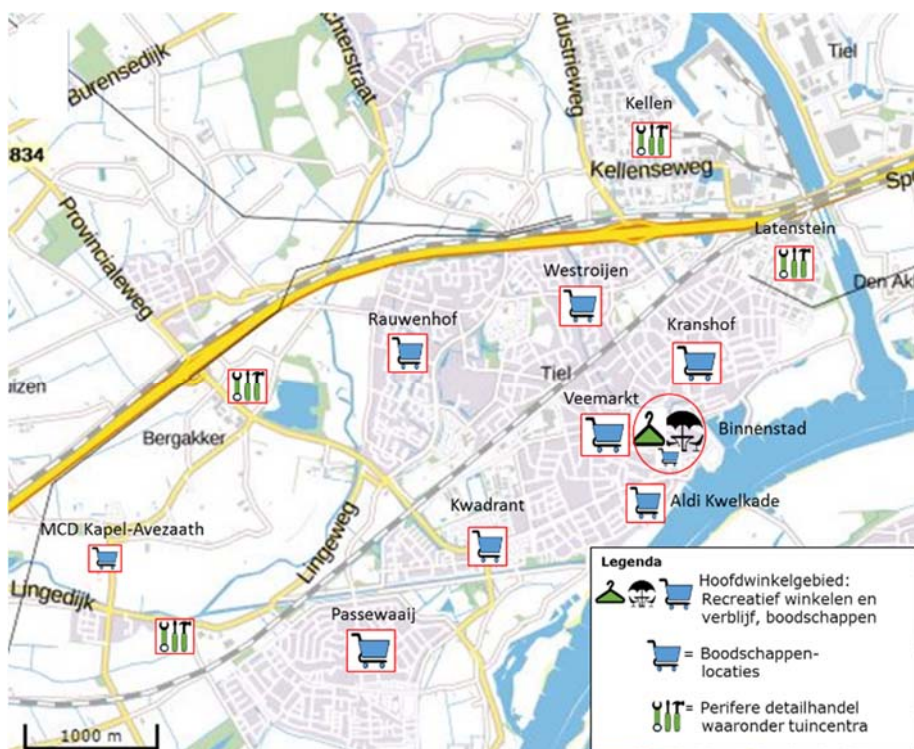 Burensedijk
chterstraat
dustrieweg
Tiel
Kellen
834
Kellenseweg
Provincialeweg
Latenstein
Westroijen
Den Ak
Rauwenhof
Kranshof
uizen
Tiel
Veemarkt
Binnenstad
Bergakker
Kwadrant
Aldi Kwelkade
MCD Kapel-Avezaath
Lingeweg
Lingedijk
Passewaaij
1000 m
Legenda
Hoofdwinkelgebied:
Recreatief winkelen en
verblijf, boodschappen
= Boodschappen-
locaties
= Perifere detailhandel
waaronder tuincentra